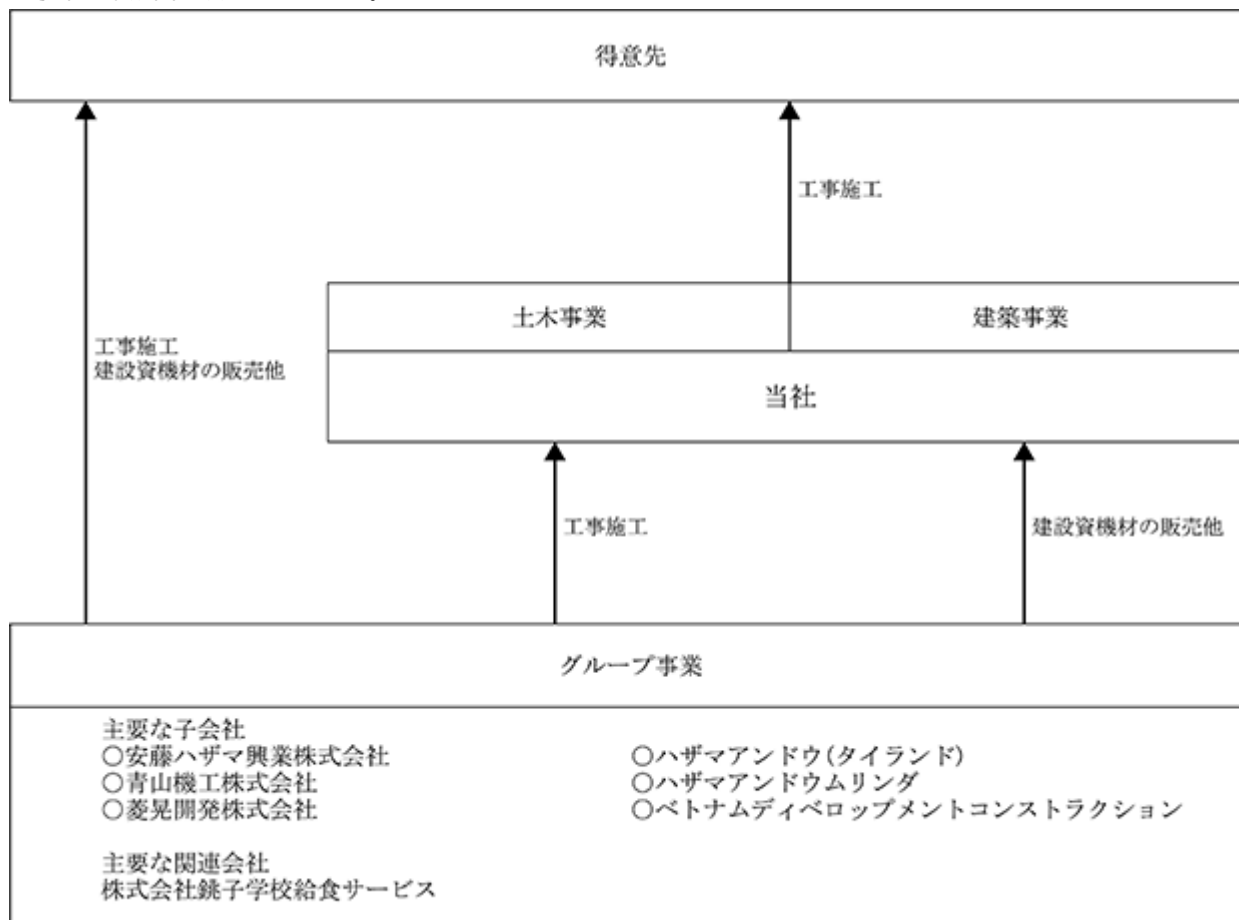 得意先
工事施工
土木事業
建築事業
工事施工
建設資機材の販売他
当社
工事施工
建設資機材の販売他
グループ事業
主要な子会社
○安藤ハザマ興業株式会社
○ハザマアンドウ(タイランド)
○青山機工株式会社
○ハザマアンドウムリンダ
○菱晃開発株式会社
○ベトナムディベロップメントコンストラクション
主要な関連会社
株式会社銚子学校給食サービス